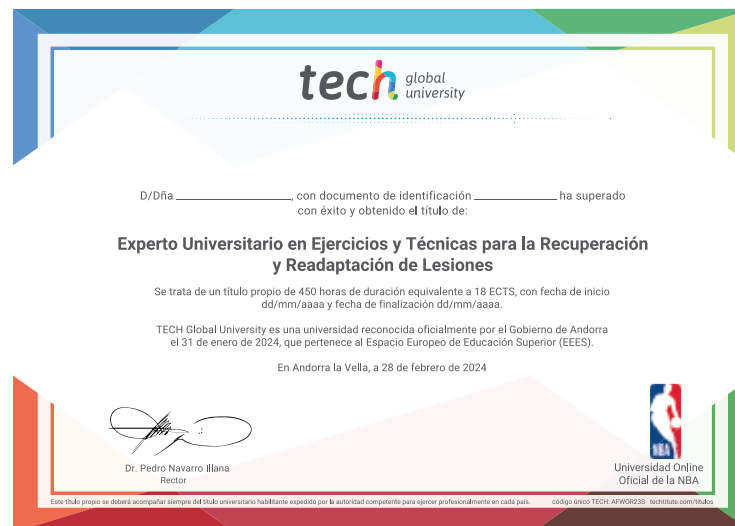 tech global university
D/Dña ____________, con documento de identificación ____________ ha superado
con éxito y obtenido el título de:
Experto Universitario en Ejercicios y Técnicas para la Recuperación
y Readaptación de Lesiones
Se trata de un título propio de 450 horas de duración equivalente a 18 ECTS, con fecha de inicio
dd/mm/aaaa y fecha de finalización dd/mm/aaaa.
TECH Global University es una universidad reconocida oficialmente por el Gobierno de Andorra
el 31 de enero de 2024, que pertenece al Espacio Europeo de Educación Superior (EEES).
En Andorra la Vella, a 28 de febrero de 2024
NBA
Dr. Pedro Navarro Illana
Rector
Universidad Online
Oficial de la NBA
Este título propio se deberá acompañar siempre del título universitario habilitante expedido por la autoridad competente para ejercer profesionalmente en cada país. código único TECH: AFWOR23S techtitute.com/titulos